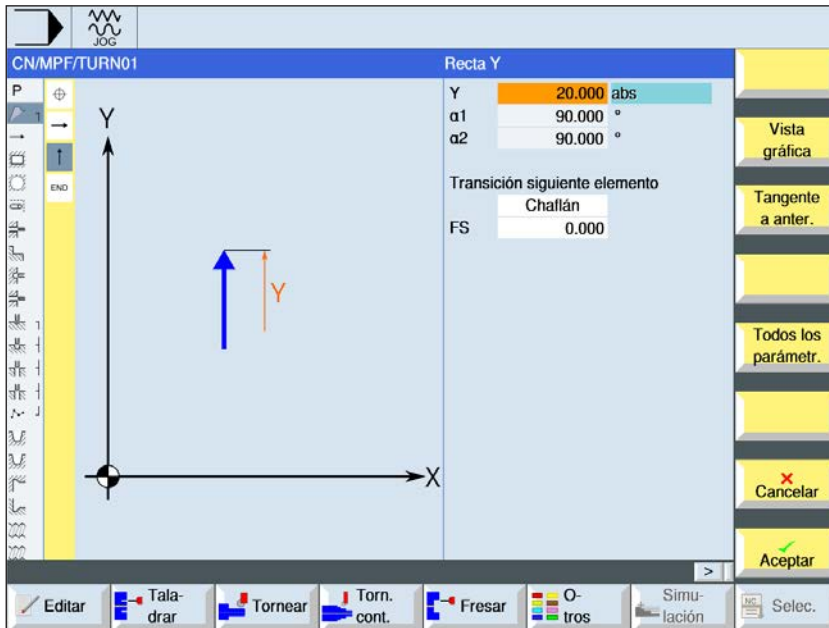 JOG
CN/MPF/TURN01
Recta Y
P
1
END
Y
X
Y
Y 20.000 abs
α1 90.000 °
α2 90.000 °
Transición siguiente elemento
Chaflán
FS 0.000
Vista
gráfica
Tangente
a anter.
Todos los
parámetr.
Cancelar
Aceptar
>
Editar
Tala-
drar
Tornear
Torn.
cont.
Fresar
O-
tros
Simu-
lación
NC
Selec.